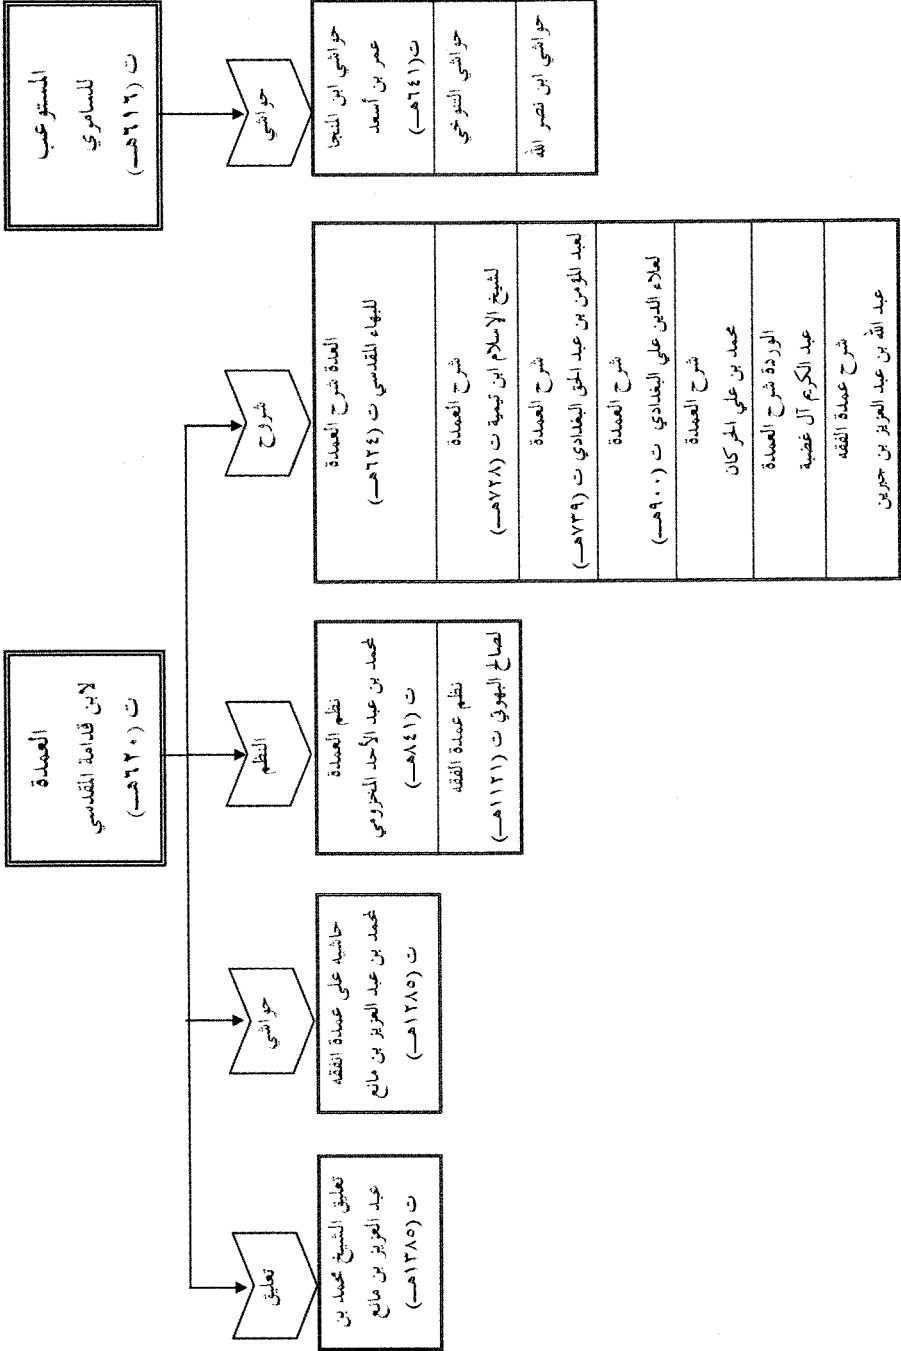 المستوعب
للسامري
ت (٦١٦هـ)
حواشي
حواشي ابن المنجا
عمر بن أسعد
ت (٦٤١هـ)
حواشي التنوخي
حواشي ابن نصر الله
العمدة
لابن قدامة المقدسي
ت (٦٢٠هـ)
شروح
العدة شرح العمدة
للبهاء المقدسي ت (٦٢٤هـ)
شرح العمدة
لشيخ الإسلام ابن تيمية ت (٧٢٨هـ)
شرح العمدة
لعبد المؤمن بن عبد الحق البغدادي ت (٧٣٩هـ)
شرح العمدة
لعلاء الدين علي البغدادي ت (٩٠٠هـ)
شرح العمدة
محمد بن علي الحركان
الوردة شرح العمدة
عبد الكريم آل غضية
شرح عمدة الفقه
عبد الله بن عبد العزيز بن جبرين
النظم
نظم العمدة
محمد بن عبد الأحد المخزومي
ت (٨٤١هـ)
نظم عمدة الفقه
لصالح البهوتي ت (١١٢١هـ)
حواشي
حاشية على عمدة الفقه
لمحمد بن عبد العزيز بن مانع
ت (١٣٨٥هـ)
تعليق
تعليق الشيخ محمد بن
عبد العزيز بن مانع
ت (١٣٨٥هـ)